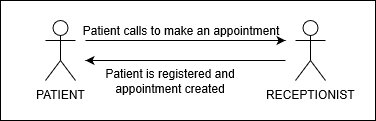 Patient calls to make an appointment
Patient is registered and
appointment created
PATIENT
RECEPTIONIST